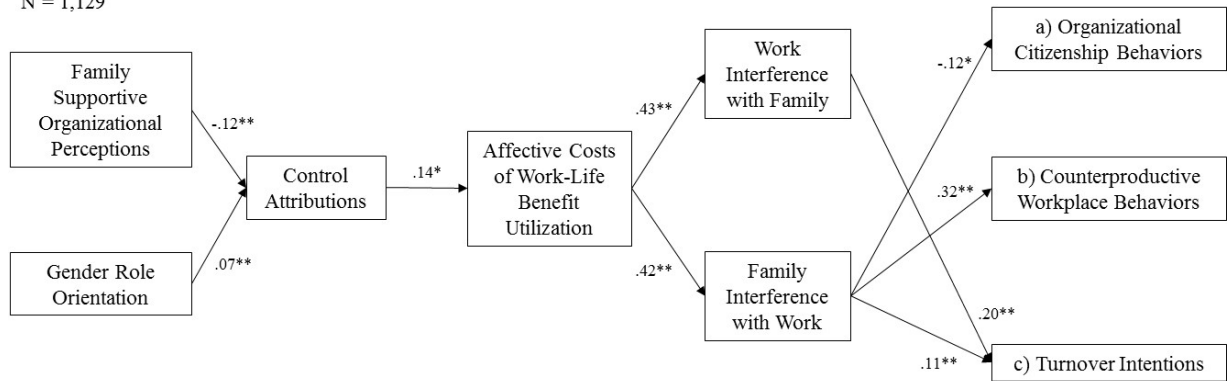 N = 1,129
Family
Supportive
Organizational
Perceptions
-.12**
Gender Role
Orientation
.07**
Control
Attributions
.14*
Affective Costs
of Work-Life
Benefit
Utilization
.43**
.42**
Work
Interference
with Family
Family
Interference
with Work
-.12*
.32**
.20**
.11**
a) Organizational
Citizenship Behaviors
b) Counterproductive
Workplace Behaviors
c) Turnover Intentions